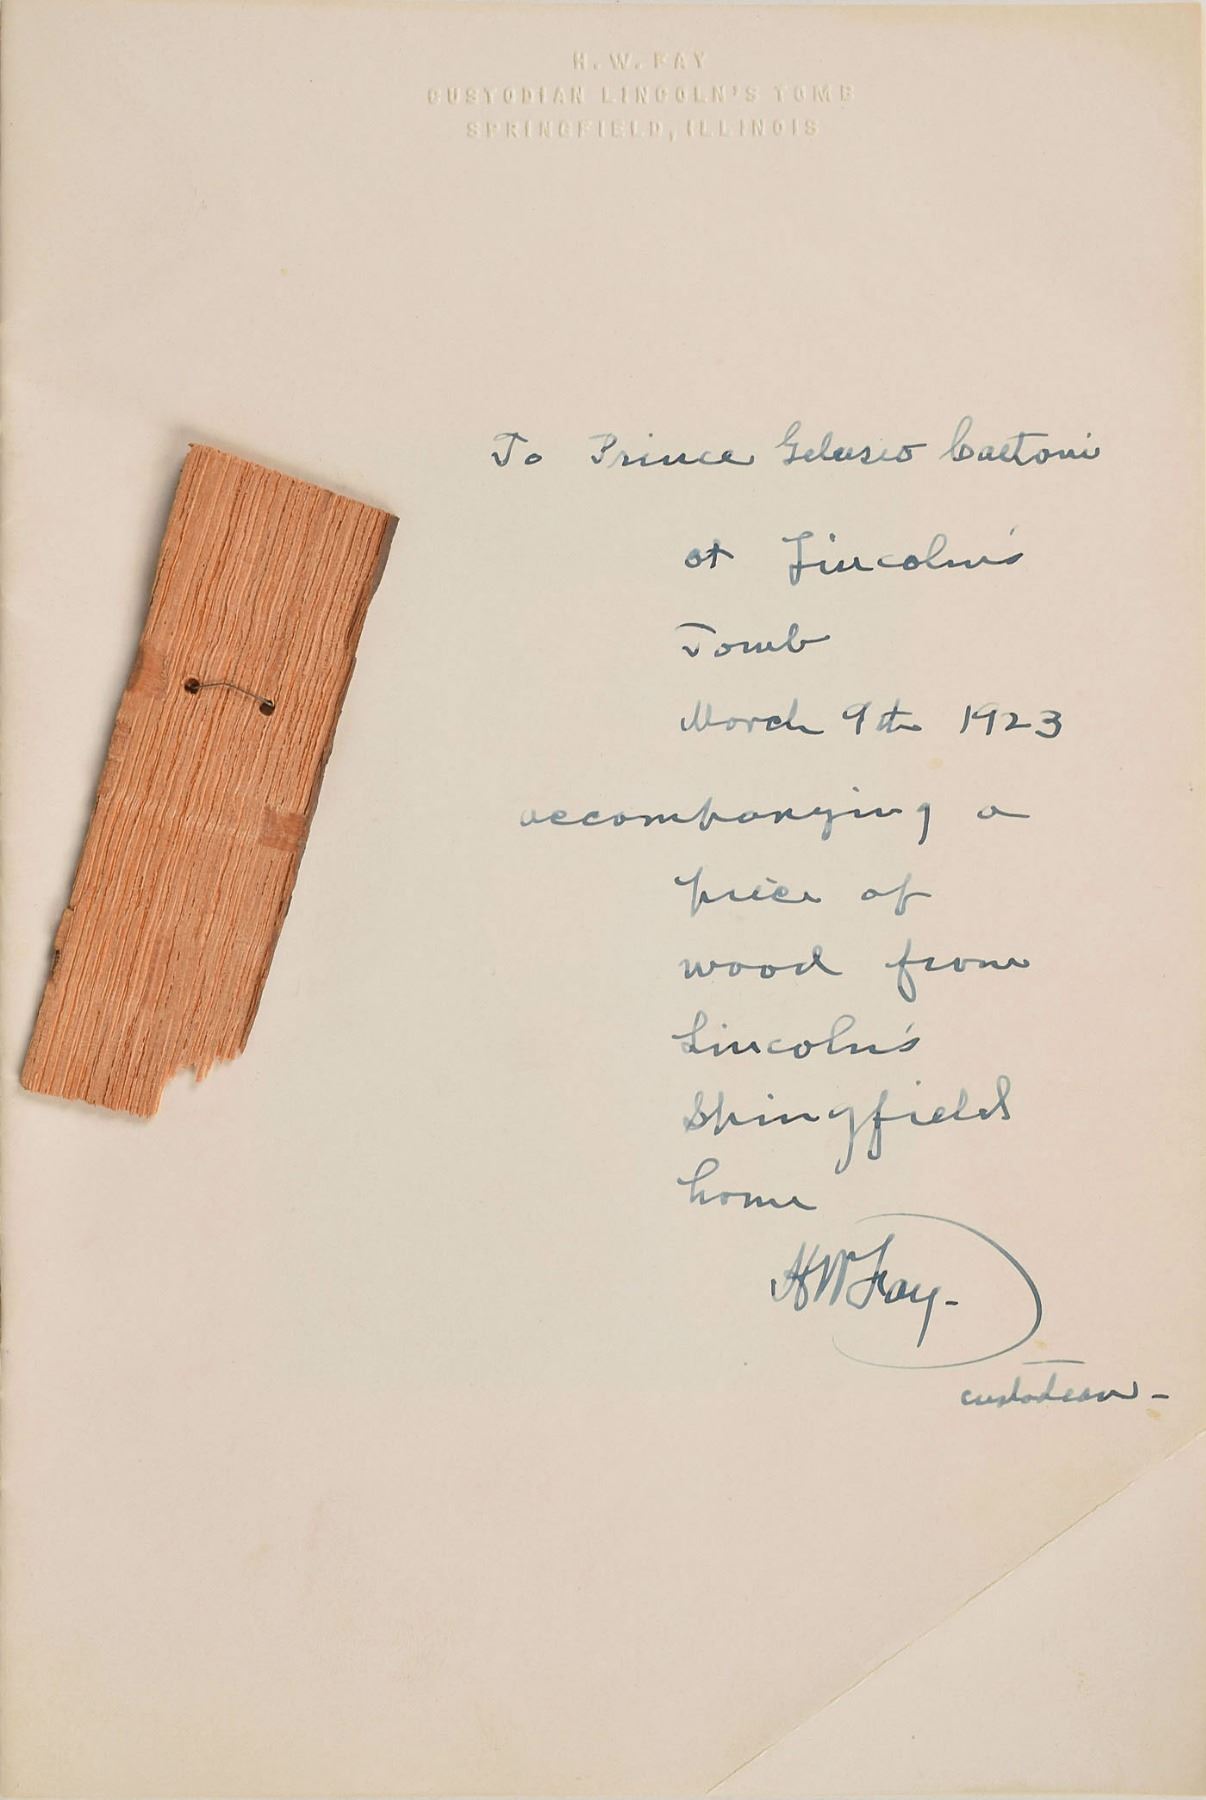 H. W. FAY
CUSTODIAN LINCOLN'S TOMB
SPRINGFIELD, ILLINOIS
To Prince Gelasio Caetani
at Lincoln's
Tomb
March 9th 1923
accompanying a
piece of
wood from
Lincoln's
Springfield
home
HW Fay-
custodian-